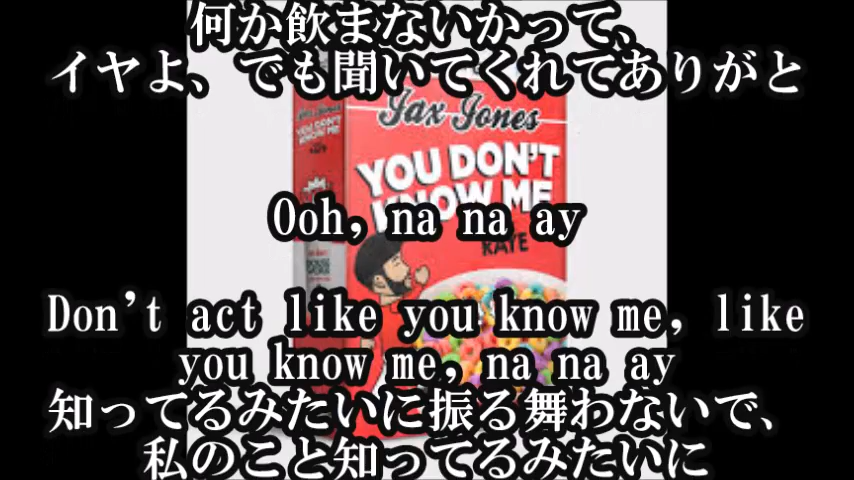 何か飲まないかって、
イヤよ、でも聞いてくれてありがと
Jax Jones
YOU DON'T
KNOW ME
RAYE
Ooh, na na ay
Don't act like you know me, like
you know me, na na ay
知ってるみたいに振る舞わないで、
私のこと知ってるみたいに